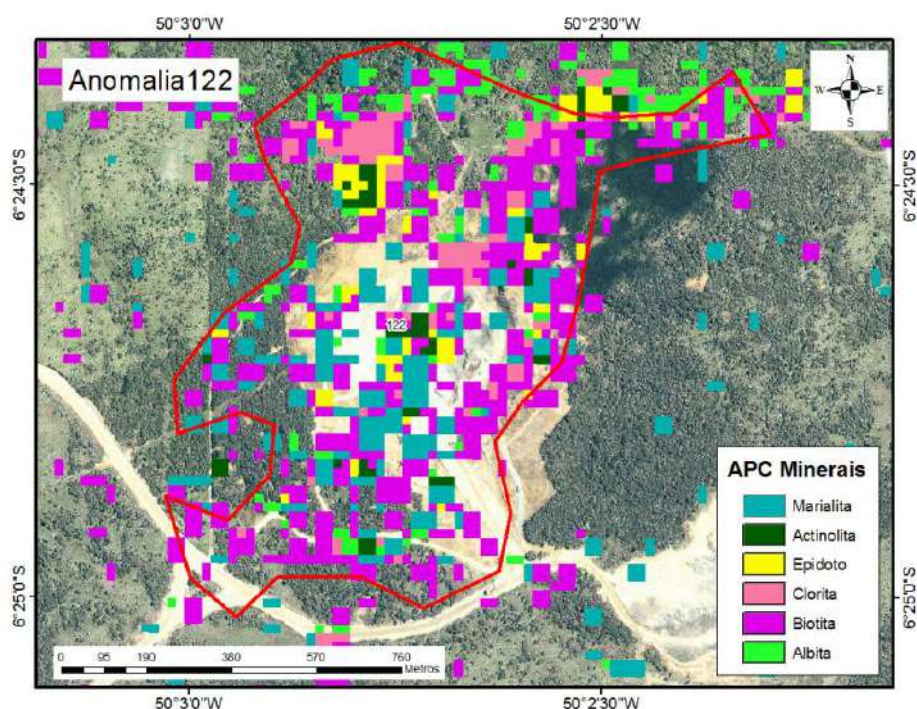 50°3'0"W
50°2'30"W
Anomalia122
N
W
E
S
6°24'30"S
6°24'30"S
122
APC Minerais
Marialita
Actinolita
Epidoto
Clorita
Biotita
Albita
6°25'0"S
6°25'0"S
0 95 190 380 570 760
Metros
50°3'0"W
50°2'30"W